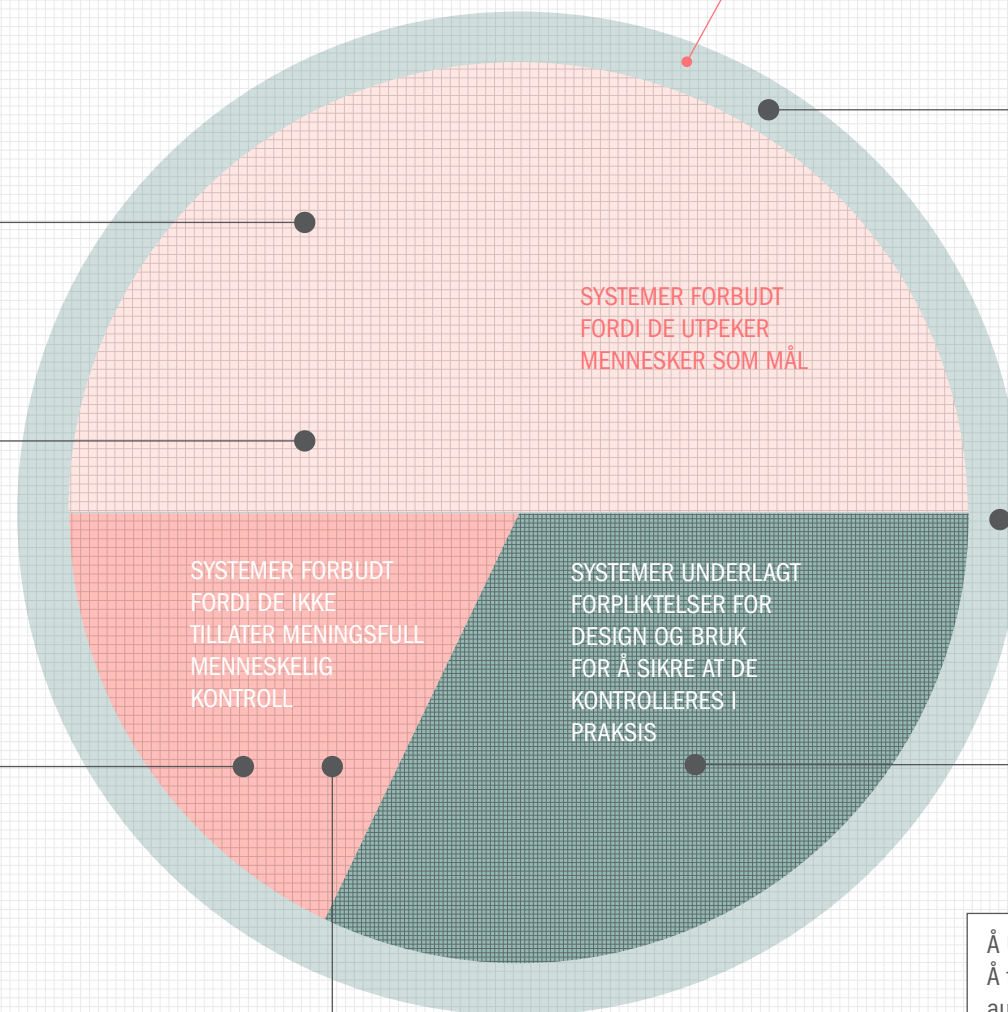 SYSTEMER FORBUDT
FORDI DE UTPEKER
MENNESKER SOM MÅL
SYSTEMER FORBUDT
FORDI DE IKKE
TILLATER MENINGSFULL
MENNESKELIG
KONTROLL
SYSTEMER UNDERLAGT
FORPLIKTELSER FOR
DESIGN OG BRUK
FOR Å SIKRE AT DE
KONTROLLERES I
PRAKSIS
Å
Å